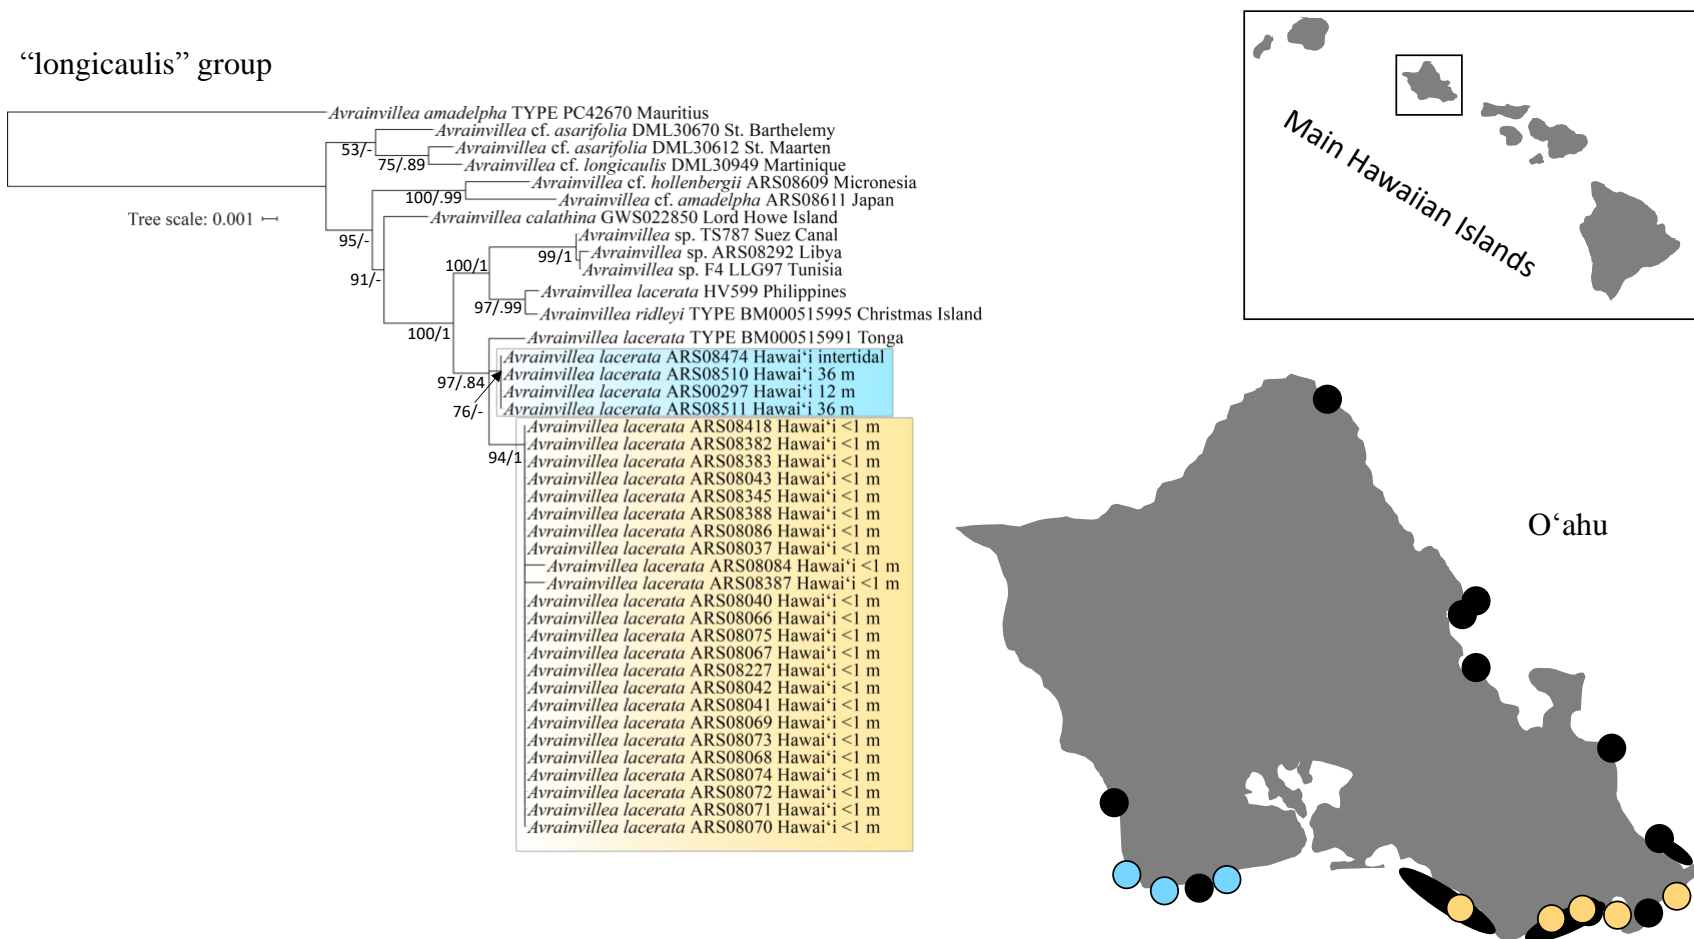 “longicaulis” group
Avrainvillea amadelpha TYPE PC42670 Mauritius
Avrainvillea cf. asarifolia DML30670 St. Barthelemy
53/-
Avrainvillea cf. asarifolia DML30612 St. Maarten
75/.89
Avrainvillea cf. longicaulis DML30949 Martinique
Avrainvillea cf. hollenbergii ARS08609 Micronesia
100/.99
Avrainvillea cf. amadelpha ARS08611 Japan
Tree scale: 0.001
Avrainvillea calathina GWS022850 Lord Howe Island
95/-
Avrainvillea sp. TS787 Suez Canal
99/1
Avrainvillea sp. ARS08292 Libya
100/1
Avrainvillea sp. F4 LLG97 Tunisia
91/-
Avrainvillea lacerata HV599 Philippines
97/.99
Avrainvillea ridleyi TYPE BM000515995 Christmas Island
100/1
Avrainvillea lacerata TYPE BM000515991 Tonga
Avrainvillea lacerata ARS08474 Hawai‘i intertidal
Avrainvillea lacerata ARS08510 Hawai‘i 36 m
97/.84
Avrainvillea lacerata ARS00297 Hawai‘i 12 m
76/-
Avrainvillea lacerata ARS08511 Hawai‘i 36 m
Avrainvillea lacerata ARS08418 Hawai‘i <1 m
Avrainvillea lacerata ARS08382 Hawai‘i <1 m
94/1
Avrainvillea lacerata ARS08383 Hawai‘i <1 m
Avrainvillea lacerata ARS08043 Hawai‘i <1 m
Avrainvillea lacerata ARS08345 Hawai‘i <1 m
Avrainvillea lacerata ARS08388 Hawai‘i <1 m
Avrainvillea lacerata ARS08086 Hawai‘i <1 m
Avrainvillea lacerata ARS08037 Hawai‘i <1 m
Avrainvillea lacerata ARS08084 Hawai‘i <1 m
Avrainvillea lacerata ARS08387 Hawai‘i <1 m
Avrainvillea lacerata ARS08040 Hawai‘i <1 m
Avrainvillea lacerata ARS08066 Hawai‘i <1 m
Avrainvillea lacerata ARS08075 Hawai‘i <1 m
Avrainvillea lacerata ARS08067 Hawai‘i <1 m
Avrainvillea lacerata ARS08227 Hawai‘i <1 m
Avrainvillea lacerata ARS08042 Hawai‘i <1 m
Avrainvillea lacerata ARS08041 Hawai‘i <1 m
Avrainvillea lacerata ARS08069 Hawai‘i <1 m
Avrainvillea lacerata ARS08073 Hawai‘i <1 m
Avrainvillea lacerata ARS08068 Hawai‘i <1 m
Avrainvillea lacerata ARS08074 Hawai‘i <1 m
Avrainvillea lacerata ARS08072 Hawai‘i <1 m
Avrainvillea lacerata ARS08071 Hawai‘i <1 m
Avrainvillea lacerata ARS08070 Hawai‘i <1 m
Main Hawaiian Islands
O‘ahu